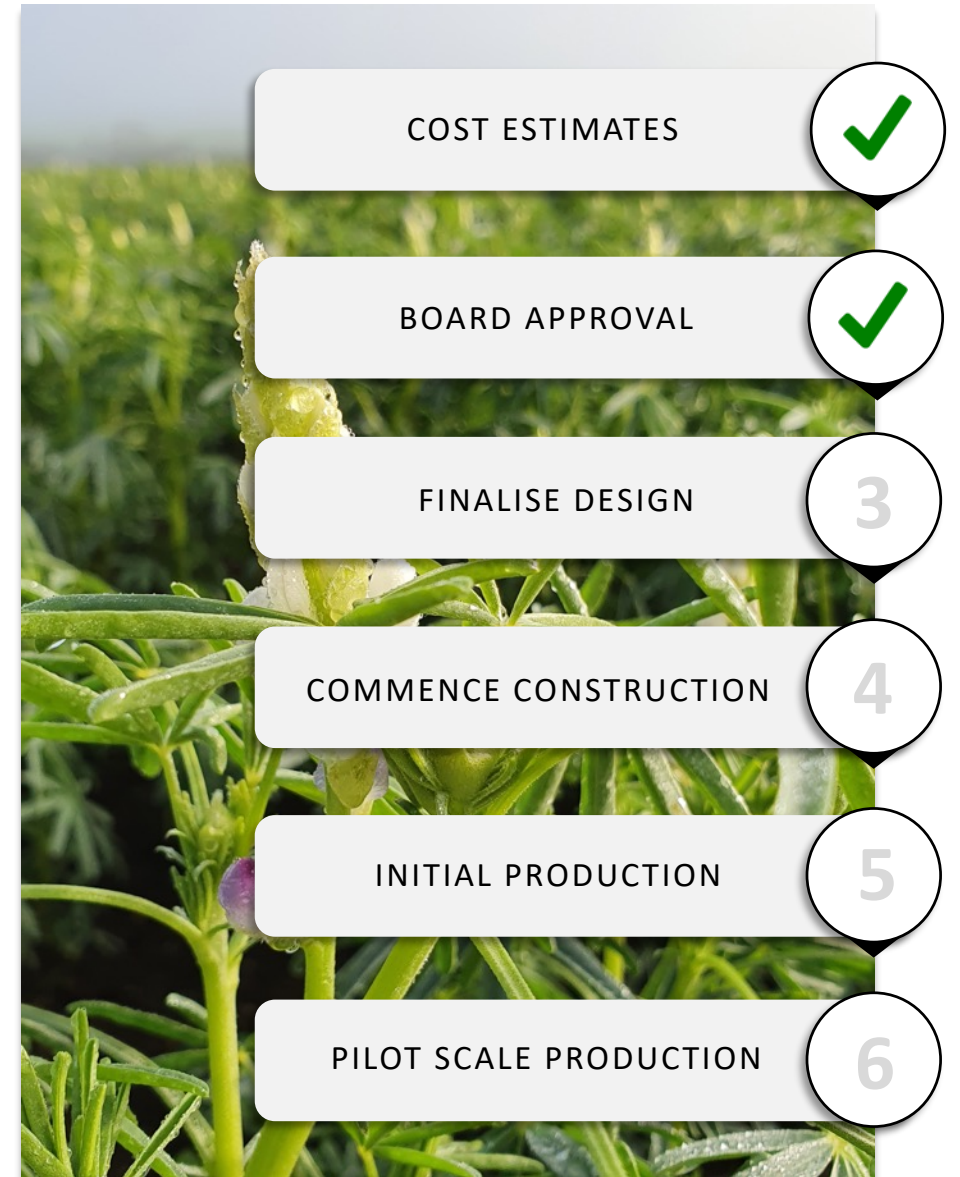 COST ESTIMATES
BOARD APPROVAL
FINALISE DESIGN
3
COMMENCE CONSTRUCTION
4
INITIAL PRODUCTION
5
PILOT SCALE PRODUCTION
6